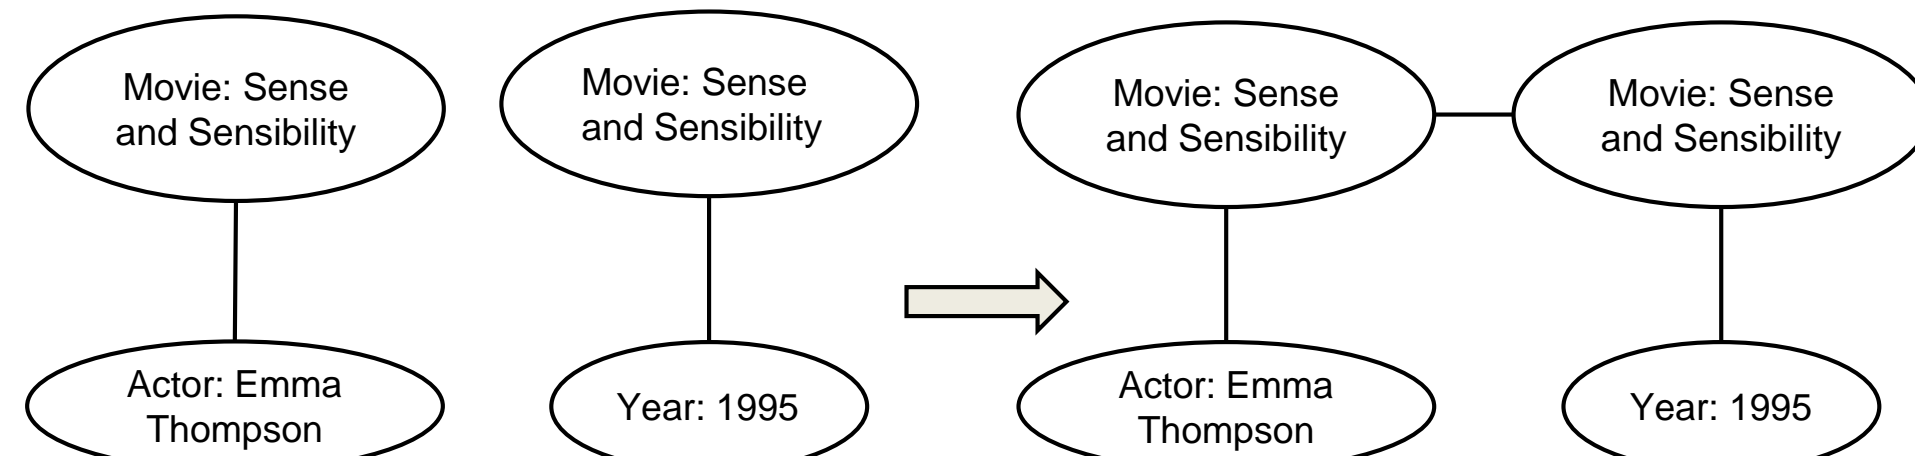 Movie: Sense
and Sensibility
Movie: Sense
and Sensibility
Movie: Sense
and Sensibility
Movie: Sense
and Sensibility
Actor: Emma
Thompson
Year: 1995
Actor: Emma
Thompson
Year: 1995